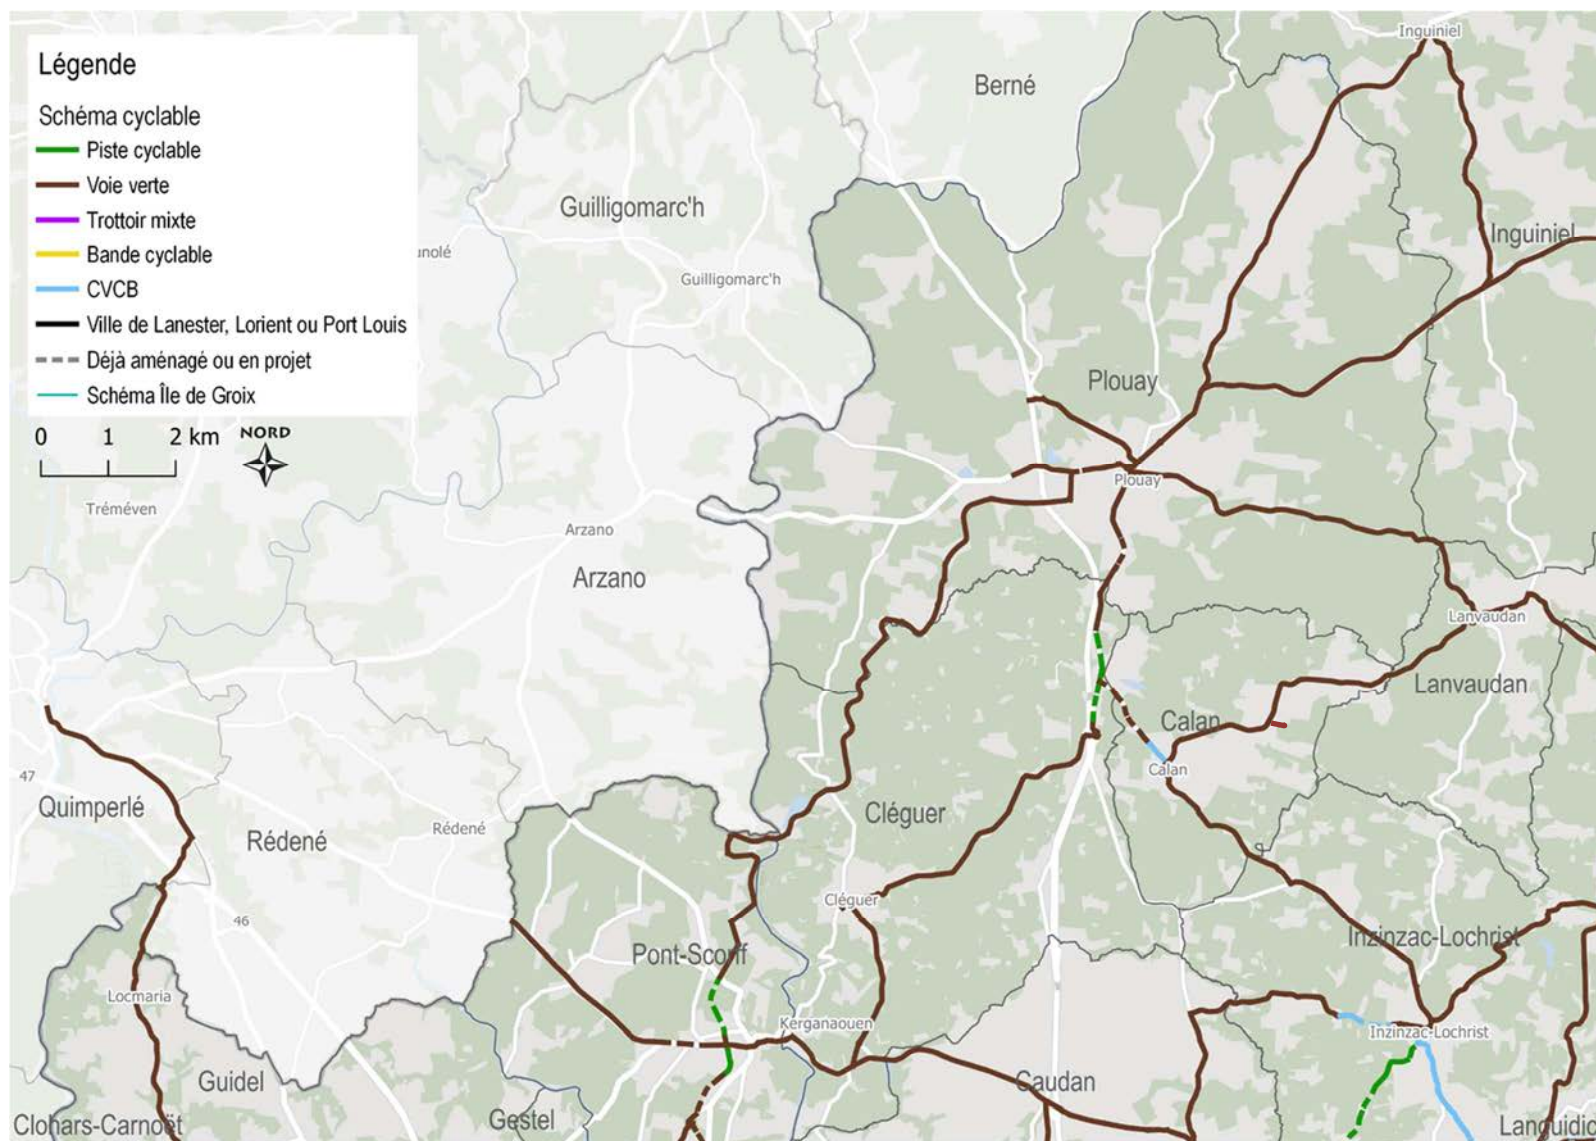 Légende
Schéma cyclable
Piste cyclable
Voie verte
Trottoir mixte
Bande cyclable
CVCB
Ville de Lanester, Lorient ou Port Louis
Déjà aménagé ou en projet
Schéma Île de Groix
0 1 2 km
NORD
Inguiniel
Berné
Guilligomarc'h
Inguiniel
unolé
Guilligomarc'h
Plouay
Plouay
Tréméven
Arzano
Arzano
Lanvaudan
Lanvaudan
Calan
Calan
47
Quimperlé
Rédené
Rédené
Cléguer
Cléguer
46
Pont-Scorff
Inzinzac-Lochrist
Locmaria
Kerganaouen
Inzinzac-Lochrist
Guidel
Caudan
Clohars-Carnoët
Gestel
Languidic